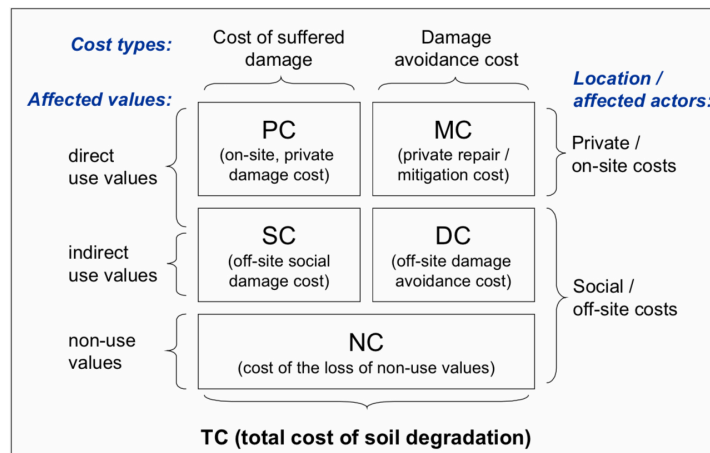 Cost types:
Cost of suffered
damage
Damage
avoidance cost
Affected values:
Location /
affected actors:
direct
use values
PC
(on-site, private
damage cost)
MC
(private repair /
mitigation cost)
Private /
on-site costs
indirect
use values
SC
(off-site social
damage cost)
DC
(off-site damage
avoidance cost)
Social /
off-site costs
non-use
values
NC
(cost of the loss of non-use values)
TC (total cost of soil degradation)